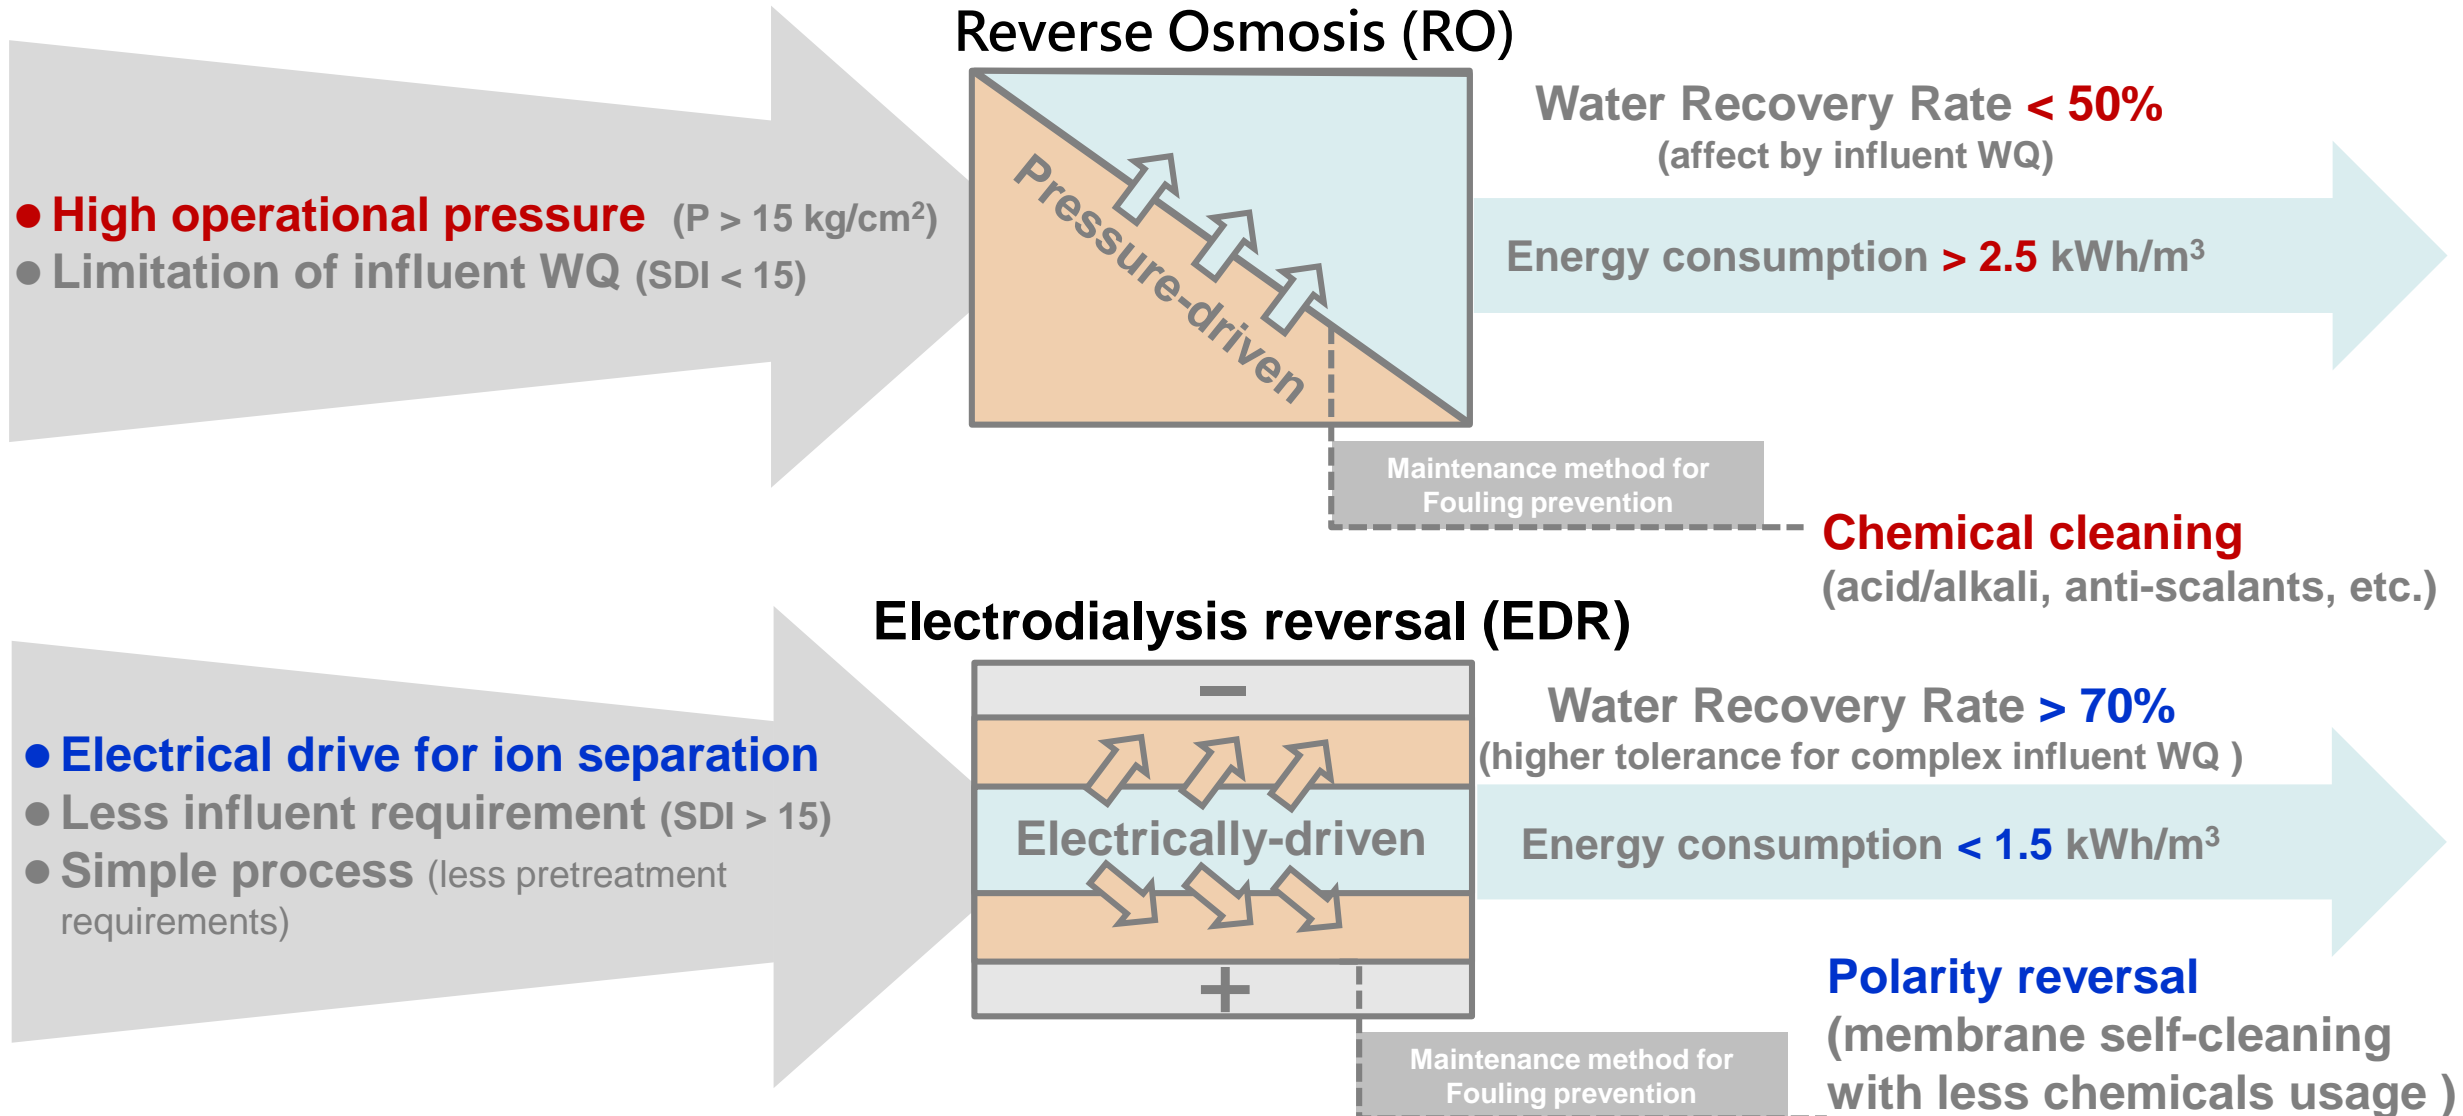 Reverse Osmosis (RO)
● High operational pressure (P > 15 kg/cm²)
● Limitation of influent WQ (SDI < 15)
Pressure-driven
Water Recovery Rate < 50%
(affect by influent WQ)
Energy consumption > 2.5 kWh/m³
Maintenance method for
Fouling prevention
Chemical cleaning
(acid/alkali, anti-scalants, etc.)
Electrodialysis reversal (EDR)
● Electrical drive for ion separation
● Less influent requirement (SDI > 15)
● Simple process (less pretreatment
requirements)
−
Electrically-driven
+
Water Recovery Rate > 70%
(higher tolerance for complex influent WQ )
Energy consumption < 1.5 kWh/m³
Maintenance method for
Fouling prevention
Polarity reversal
(membrane self-cleaning
with less chemicals usage )